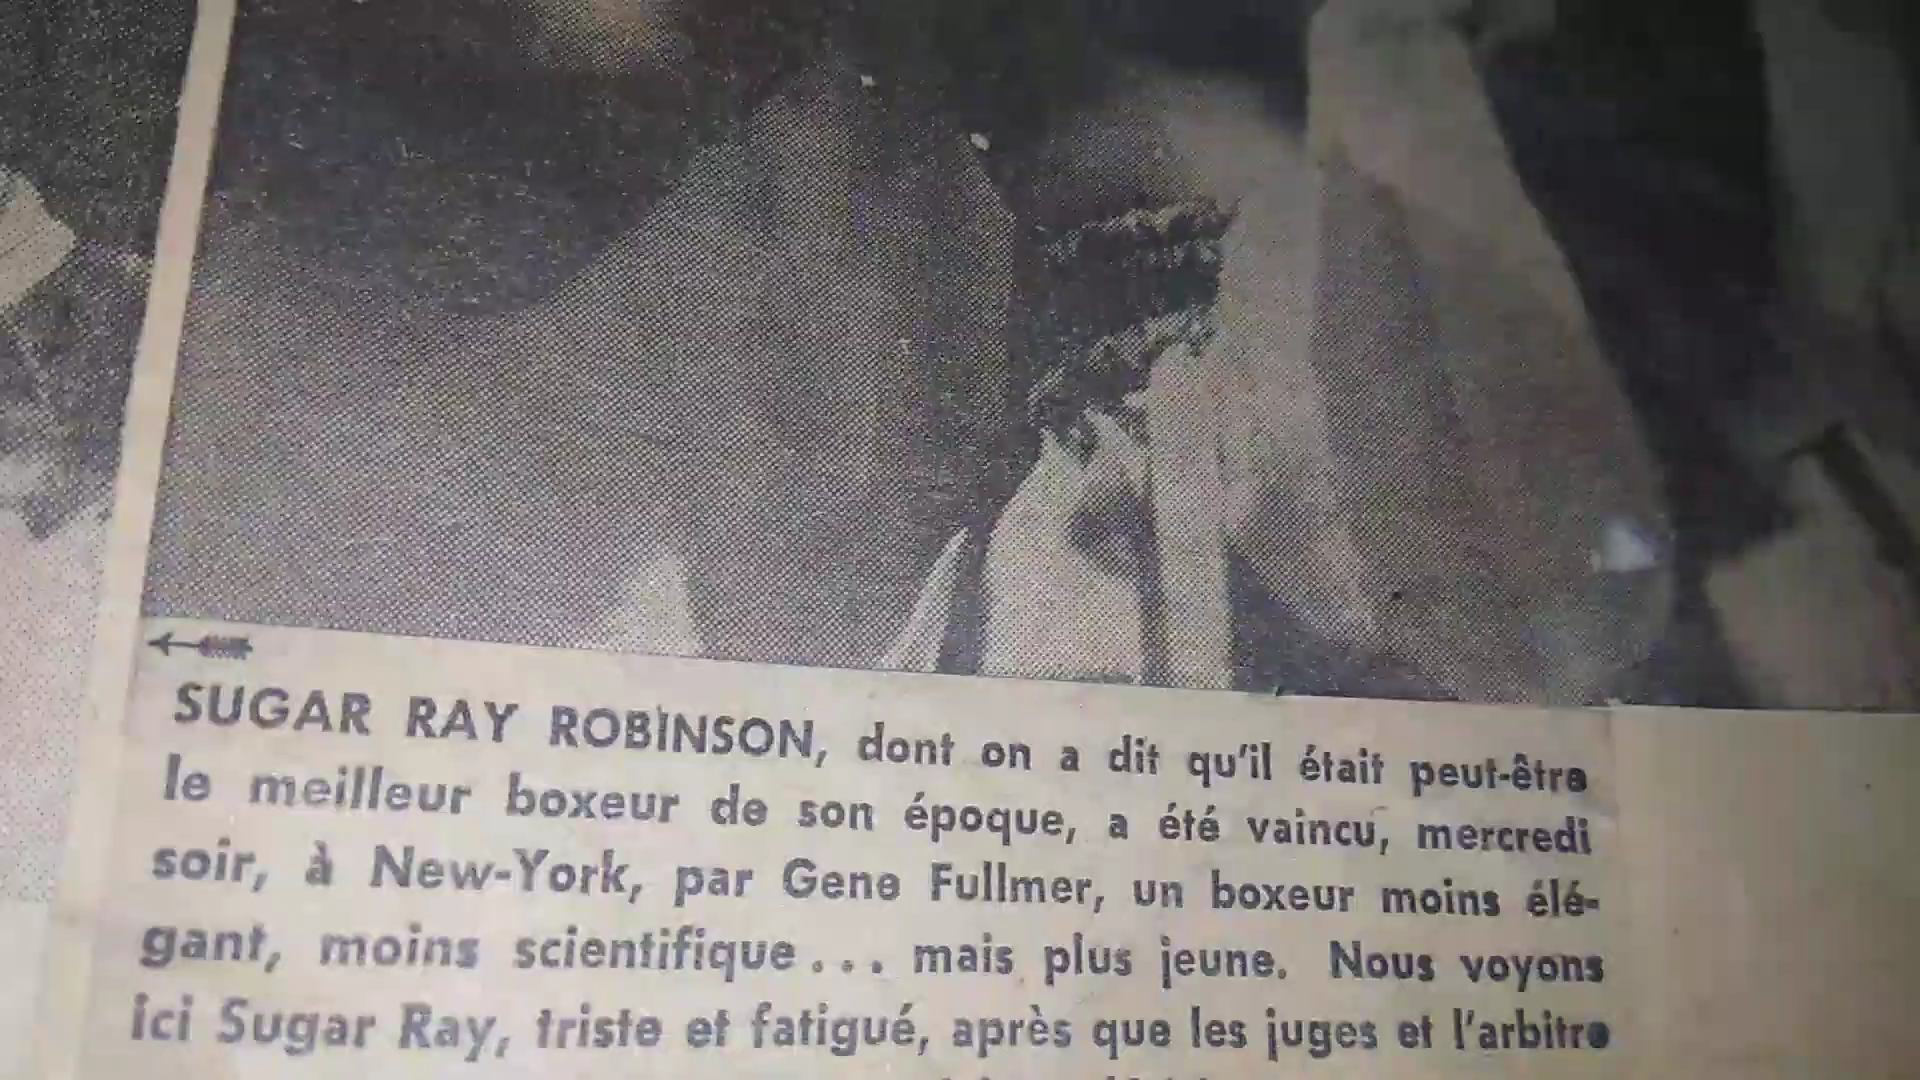 SUGAR RAY ROBINSON, dont on a dit qu'il était peut-être
le meilleur boxeur de son époque, a été vaincu, mercredi
soir, à New-York, par Gene Fullmer, un boxeur moins élé-
gant, moins scientifique... mais plus jeune. Nous voyons
ici Sugar Ray, triste et fatigué, après que les juges et l'arbitre